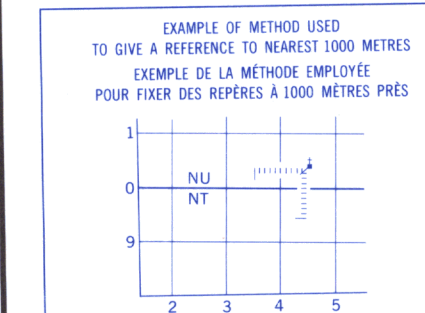 EXAMPLE OF METHOD USED
TO GIVE A REFERENCE TO NEAREST 1000 METRES
EXEMPLE DE LA MÉTHODE EMPLOYÉE
POUR FIXER DES REPÈRES À 1000 MÈTRES PRÈS
1
NU
0
NT
9
2 3 4 5